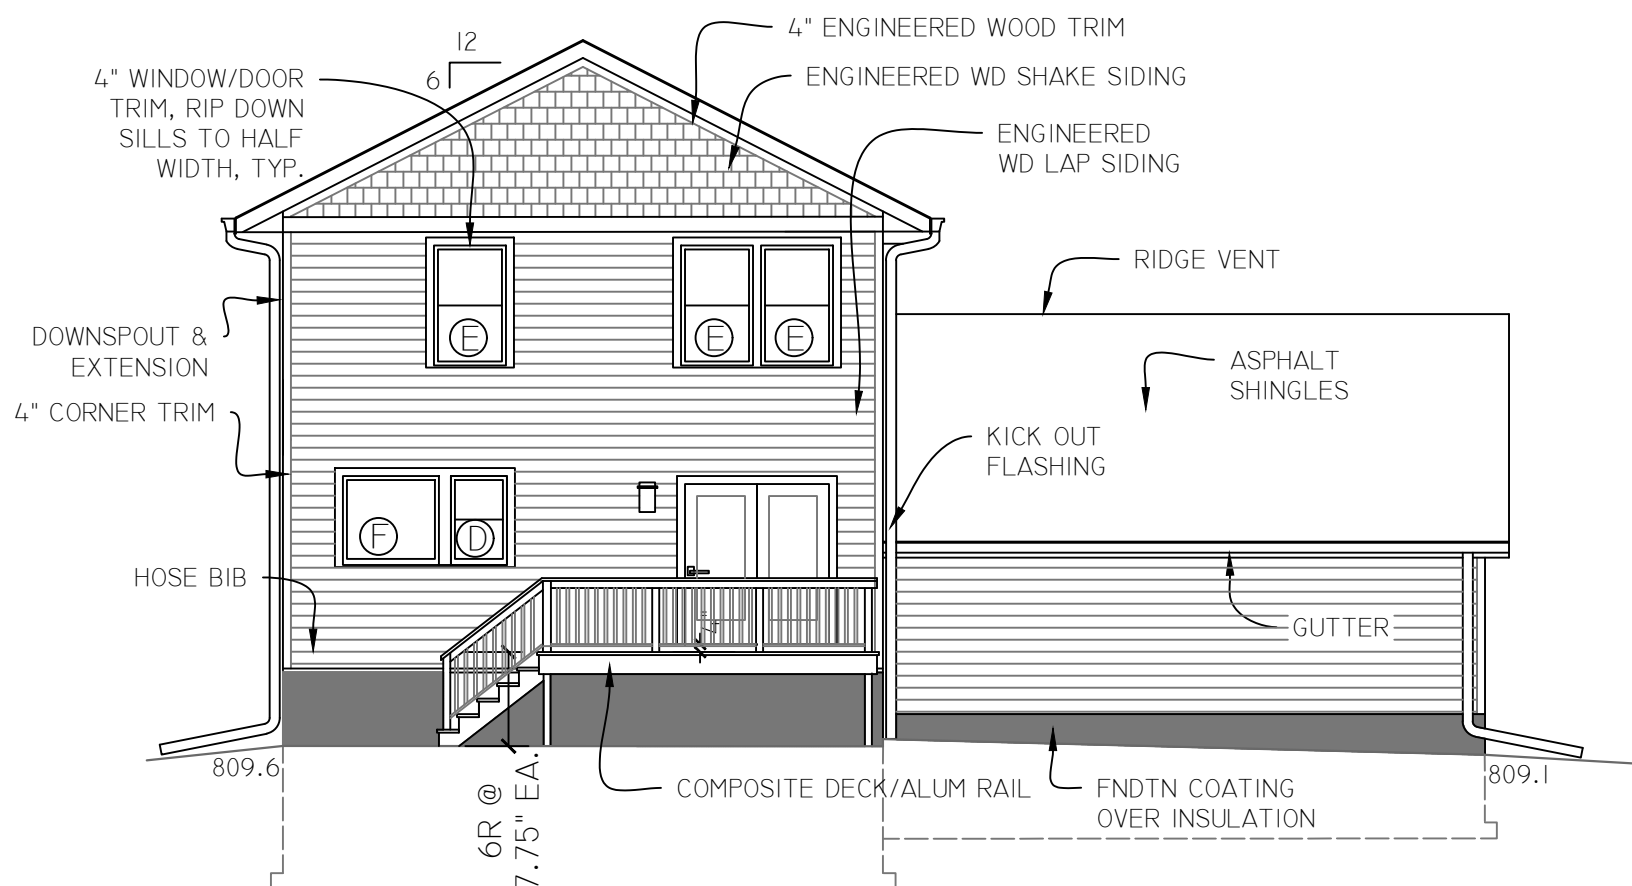 12
6
4" WINDOW/DOOR
TRIM, RIP DOWN
SILLS TO HALF
WIDTH, TYP.
4" ENGINEERED WOOD TRIM
ENGINEERED WD SHAKE SIDING
ENGINEERED
WD LAP SIDING
RIDGE VENT
DOWNSPOUT &
EXTENSION
E
E
E
ASPHALT
SHINGLES
4" CORNER TRIM
KICK OUT
FLASHING
F
D
HOSE BIB
4"
GUTTER
809.6
6R @
7.75" EA.
COMPOSITE DECK/ALUM RAIL
FNDTN COATING
OVER INSULATION
809.1